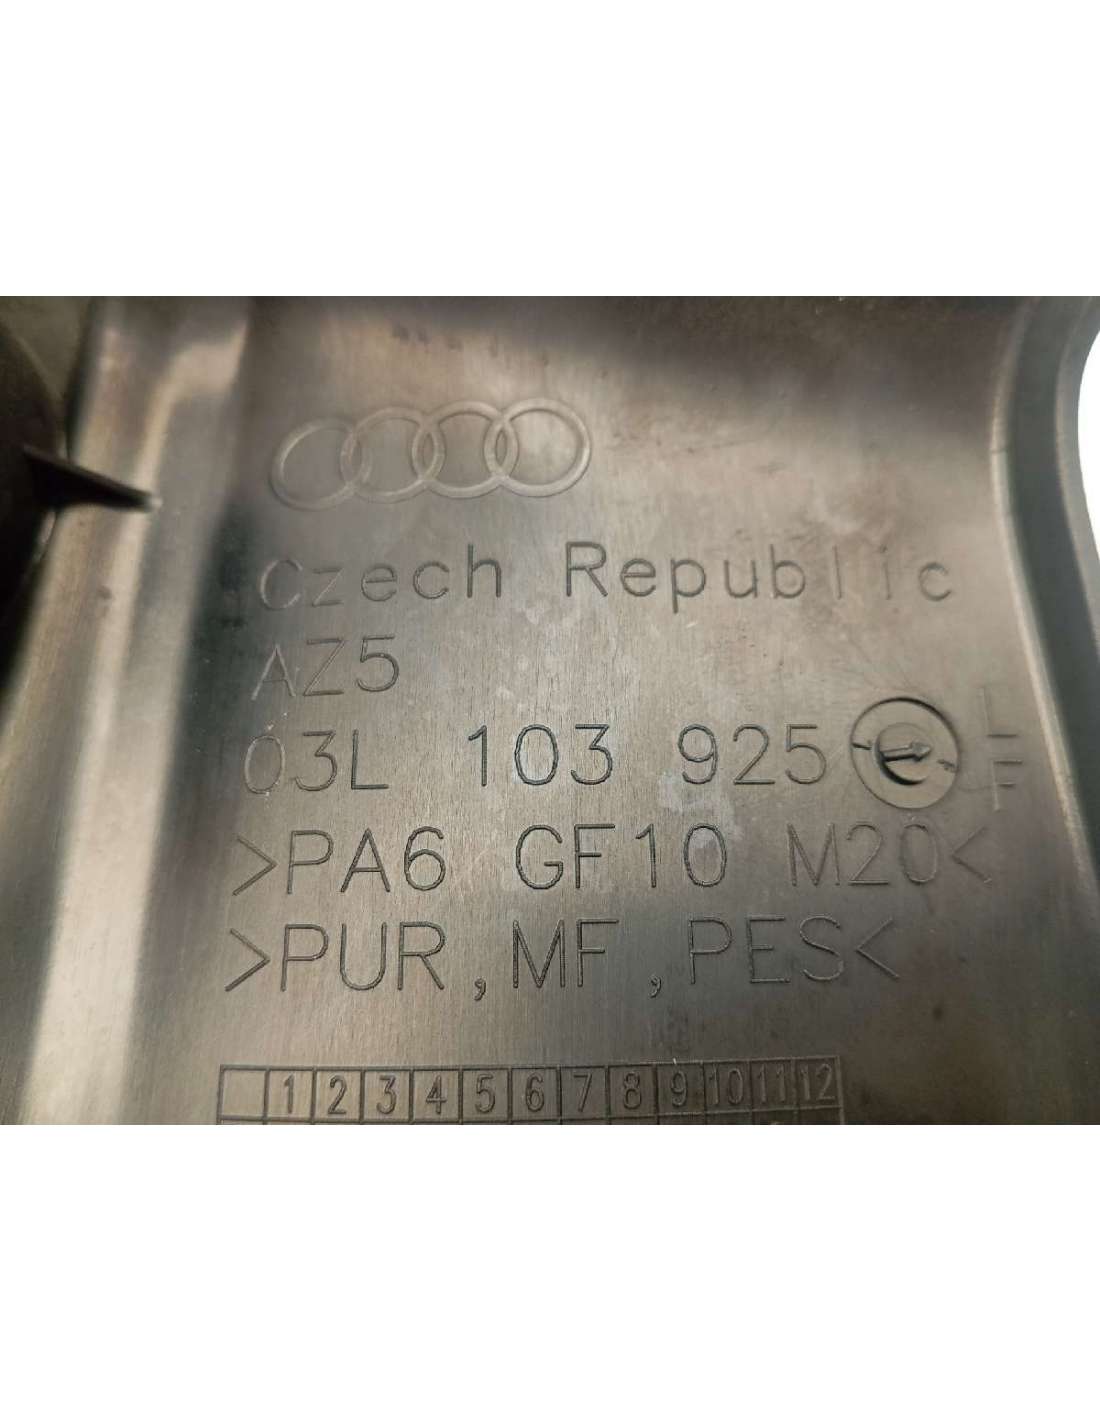 Czech Republic
AZ5
03L 103 925
L
F
>PA6 GF10 M20<
>PUR, MF, PES<
1 2 3 4 5 6 7 8 9 10 11 12